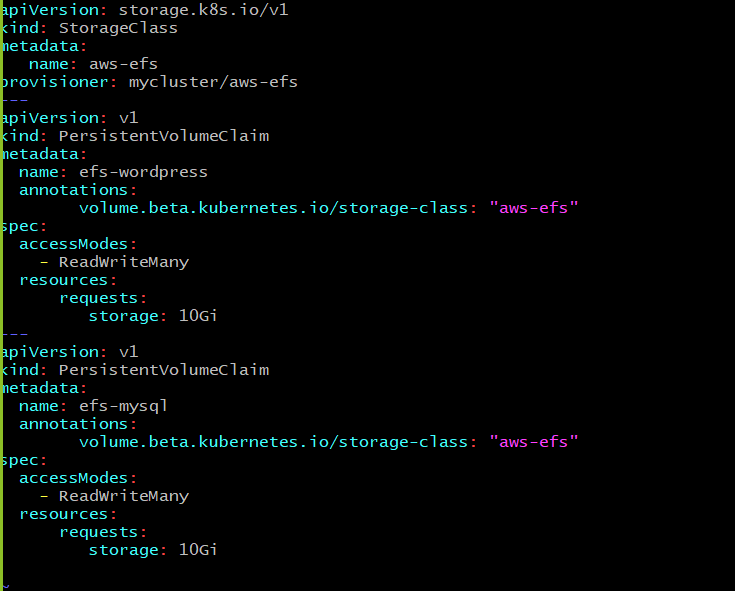 apiVersion: storage.k8s.io/v1
kind: StorageClass
metadata:
   name: aws-efs
provisioner: mycluster/aws-efs
---
apiVersion: v1
kind: PersistentVolumeClaim
metadata:
  name: efs-wordpress
  annotations:
        volume.beta.kubernetes.io/storage-class: "aws-efs"
spec:
  accessModes:
    - ReadWriteMany
  resources:
      requests:
         storage: 10Gi
---
apiVersion: v1
kind: PersistentVolumeClaim
metadata:
  name: efs-mysql
  annotations:
        volume.beta.kubernetes.io/storage-class: "aws-efs"
spec:
  accessModes:
    - ReadWriteMany
  resources:
      requests:
         storage: 10Gi
~